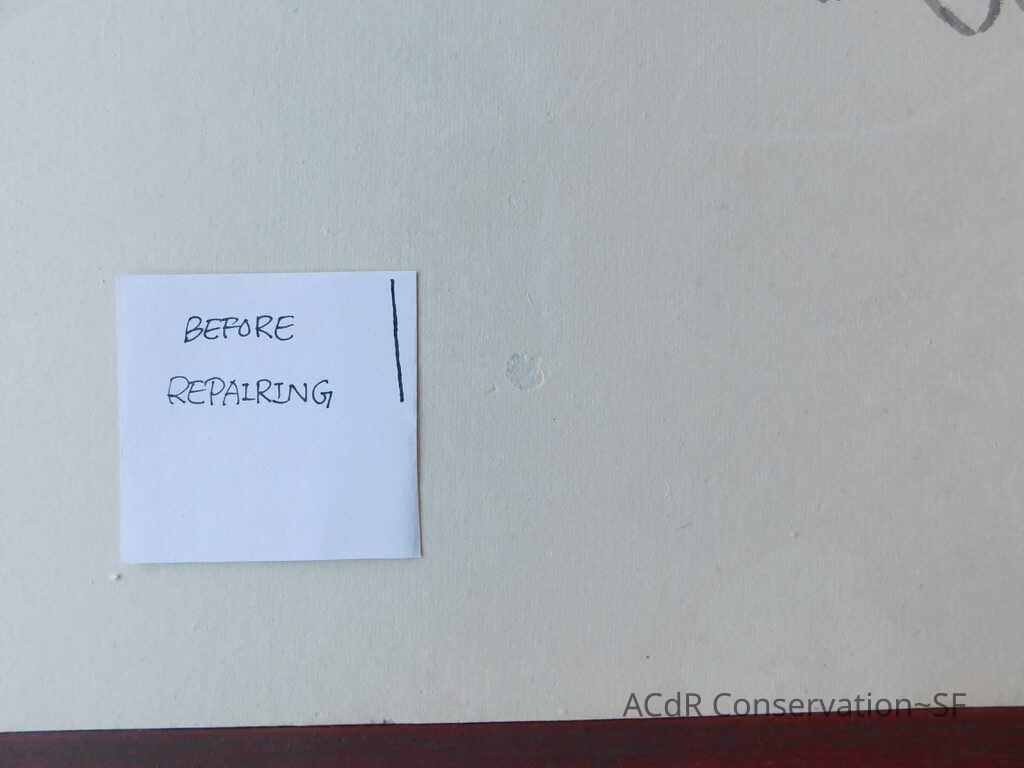 BEFORE
REPAIRING
ACdR Conservation~SF